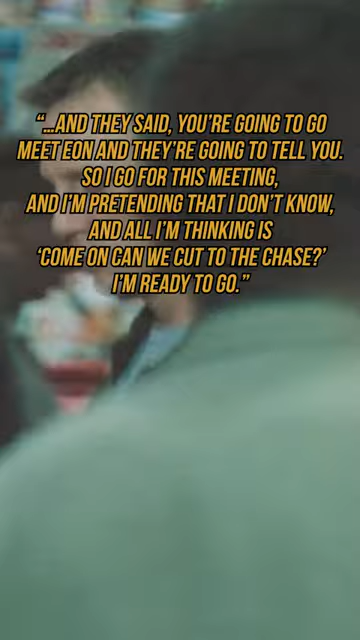 “...AND THEY SAID, YOU'RE GOING TO GO
MEET EON AND THEY'RE GOING TO TELL YOU.
SO I GO FOR THIS MEETING,
AND I'M PRETENDING THAT I DON'T KNOW,
AND ALL I'M THINKING IS
‘COME ON CAN WE CUT TO THE CHASE?’
I'M READY TO GO.”